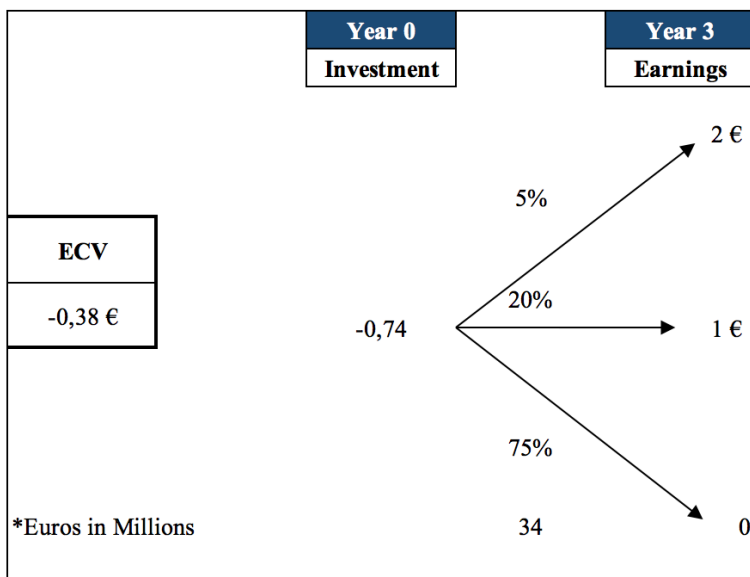 Year 0
Year 3
Investment
Earnings
2 €
5%
ECV
20%
-0,38 €
-0,74
1 €
75%
*Euros in Millions
34
0